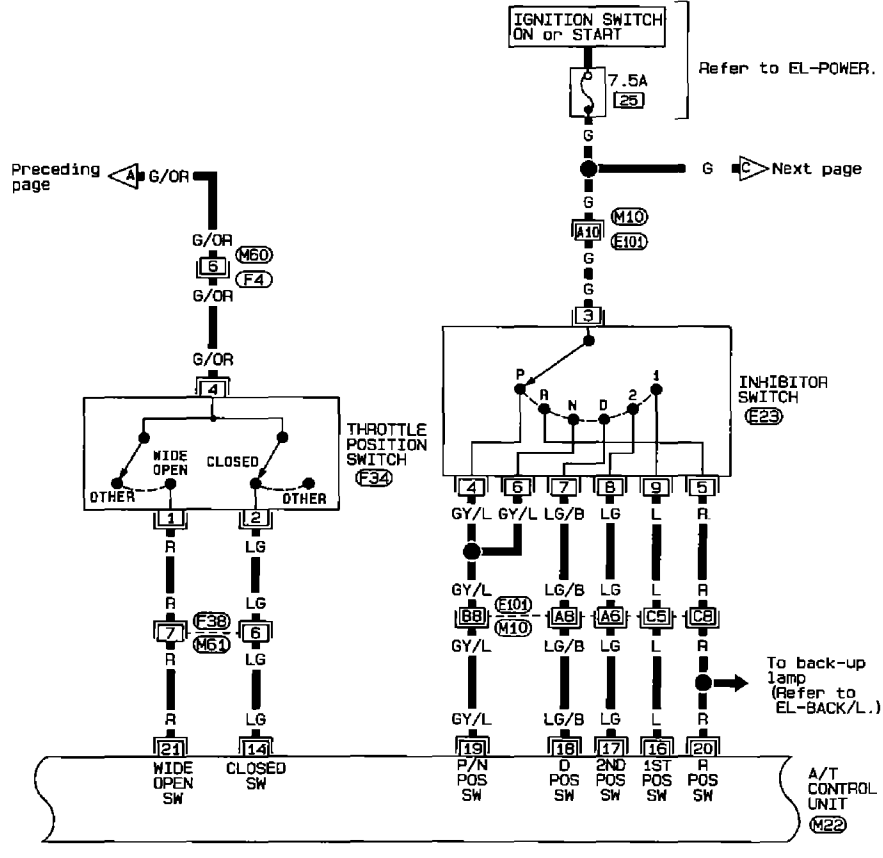 IGNITION SWITCH
ON or START
Refer to EL-POWER.
7.5A
25
G
Preceding
page
A
G/OR
G
C
Next page
G
M10
A10
E101
G/OR
M60
6
F4
G/OR
G
G
3
G/OR
4
P
R
N
D
2
1
INHIBITOR
SWITCH
E23
WIDE
OPEN
CLOSED
OTHER
OTHER
THROTTLE
POSITION
SWITCH
F34
4
6
7
8
9
5
1
2
GY/L
GY/L
LG/B
LG
L
R
R
LG
GY/L
LG/B
LG
L
R
R
LG
E101
B8
A8
A6
C5
C8
M10
F38
7
6
M61
GY/L
LG/B
LG
L
R
R
LG
To back-up
lamp
(Refer to
EL-BACK/L.)
R
LG
GY/L
LG/B
LG
L
R
21
14
19
18
17
16
20
WIDE
OPEN
SW
CLOSED
SW
P/N
POS
SW
D
POS
SW
2ND
POS
SW
1ST
POS
SW
R
POS
SW
A/T
CONTROL
UNIT
M22